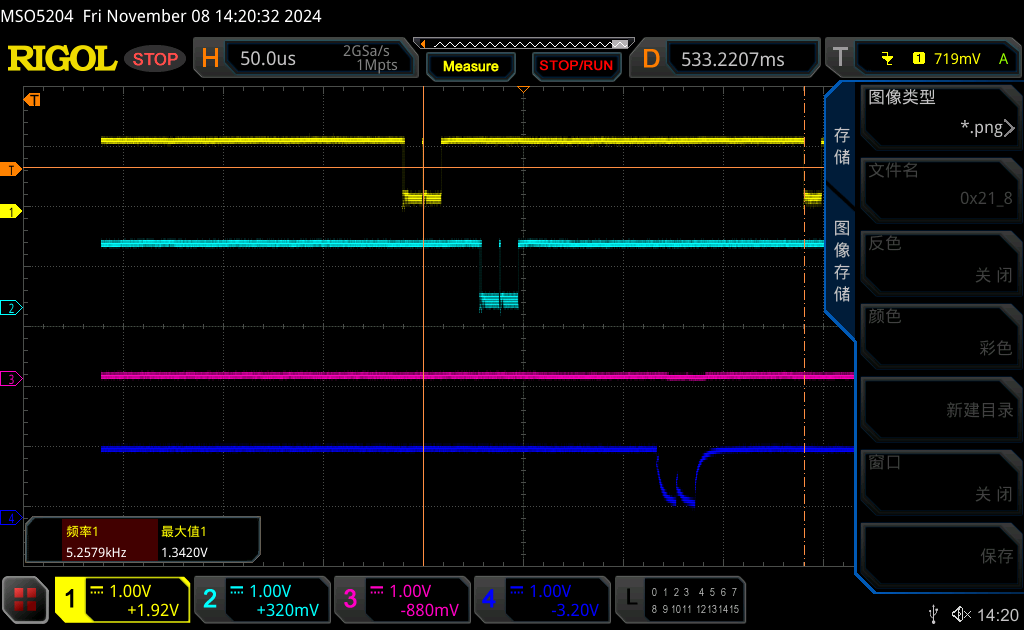 MSO5204 Fri November 08 14:20:32 2024
RIGOL STOP H 50.0us 2GSa/s 1Mpts Measure STOP/RUN D 533.2207ms T 1 719mV A
T
图像类型
*.png
存储
文件名
0x21_8
T
1
图像存储
反色
关闭
2
颜色
彩色
3
新建目录
窗口
关闭
4
频率1 最大值1
5.2579kHz 1.3420V
保存
1 1.00V +1.92V
2 1.00V +320mV
3 1.00V -880mV
4 1.00V -3.20V
L 0 1 2 3 4 5 6 7
8 9 10 11 12 13 14 15
14:20